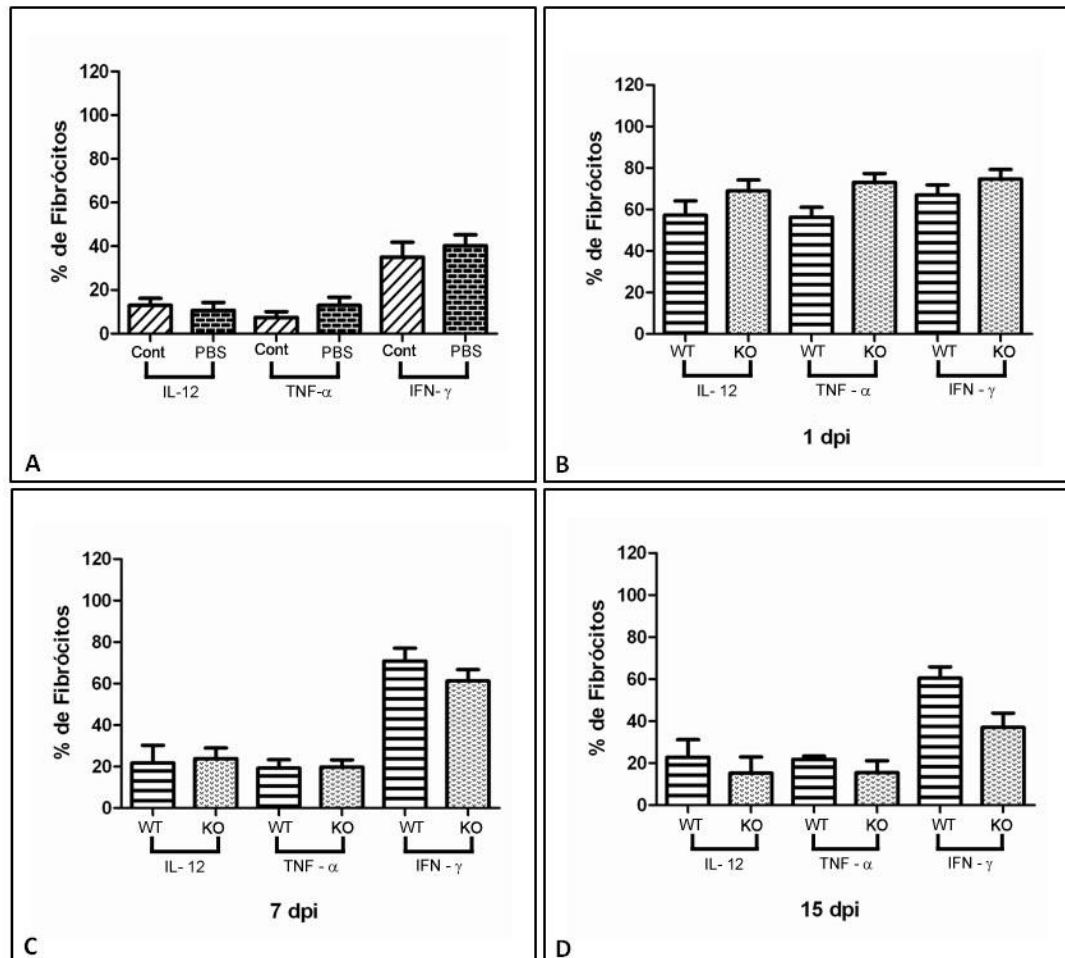 120
100
80
60
40
20
0
% de Fibrócitos
Cont PBS Cont PBS Cont PBS
IL-12 TNF-α IFN- γ
A
120
100
80
60
40
20
0
% de Fibrócitos
WT KO WT KO WT KO
IL- 12 TNF - α IFN - γ
1 dpi
B
120
100
80
60
40
20
0
% de Fibrócitos
WT KO WT KO WT KO
IL- 12 TNF - α IFN - γ
7 dpi
C
120
100
80
60
40
20
0
% de Fibrócitos
WT KO WT KO WT KO
IL- 12 TNF - α IFN - γ
15 dpi
D